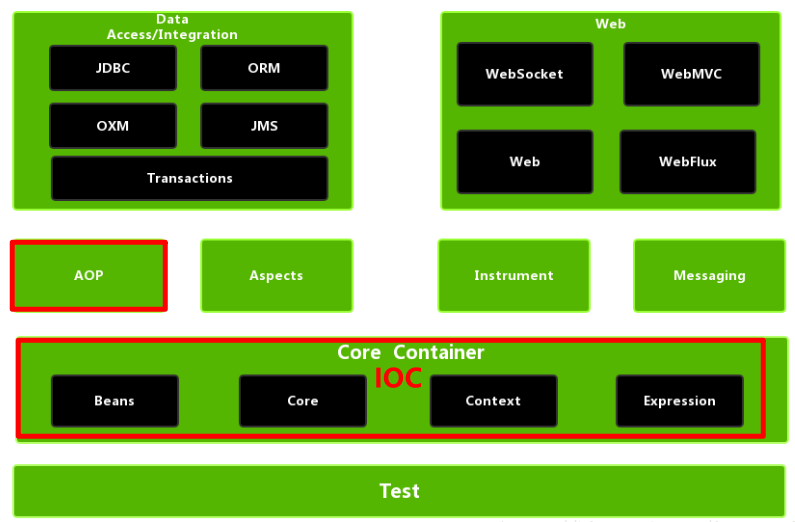 Data
Access/Integration
JDBC
ORM
OXM
JMS
Transactions
Web
WebSocket
WebMVC
Web
WebFlux
AOP
Aspects
Instrument
Messaging
Core Container
IOC
Beans
Core
Context
Expression
Test